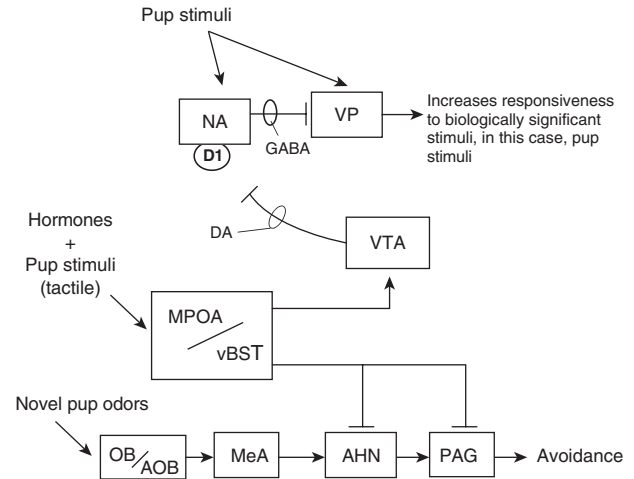 Pup stimuli
NA
D1
GABA
VP
Increases responsiveness
to biologically significant
stimuli, in this case, pup
stimuli
DA
VTA
Hormones
+
Pup stimuli
(tactile)
MPOA
vBST
Novel pup odors
OB/AOB
MeA
AHN
PAG
Avoidance